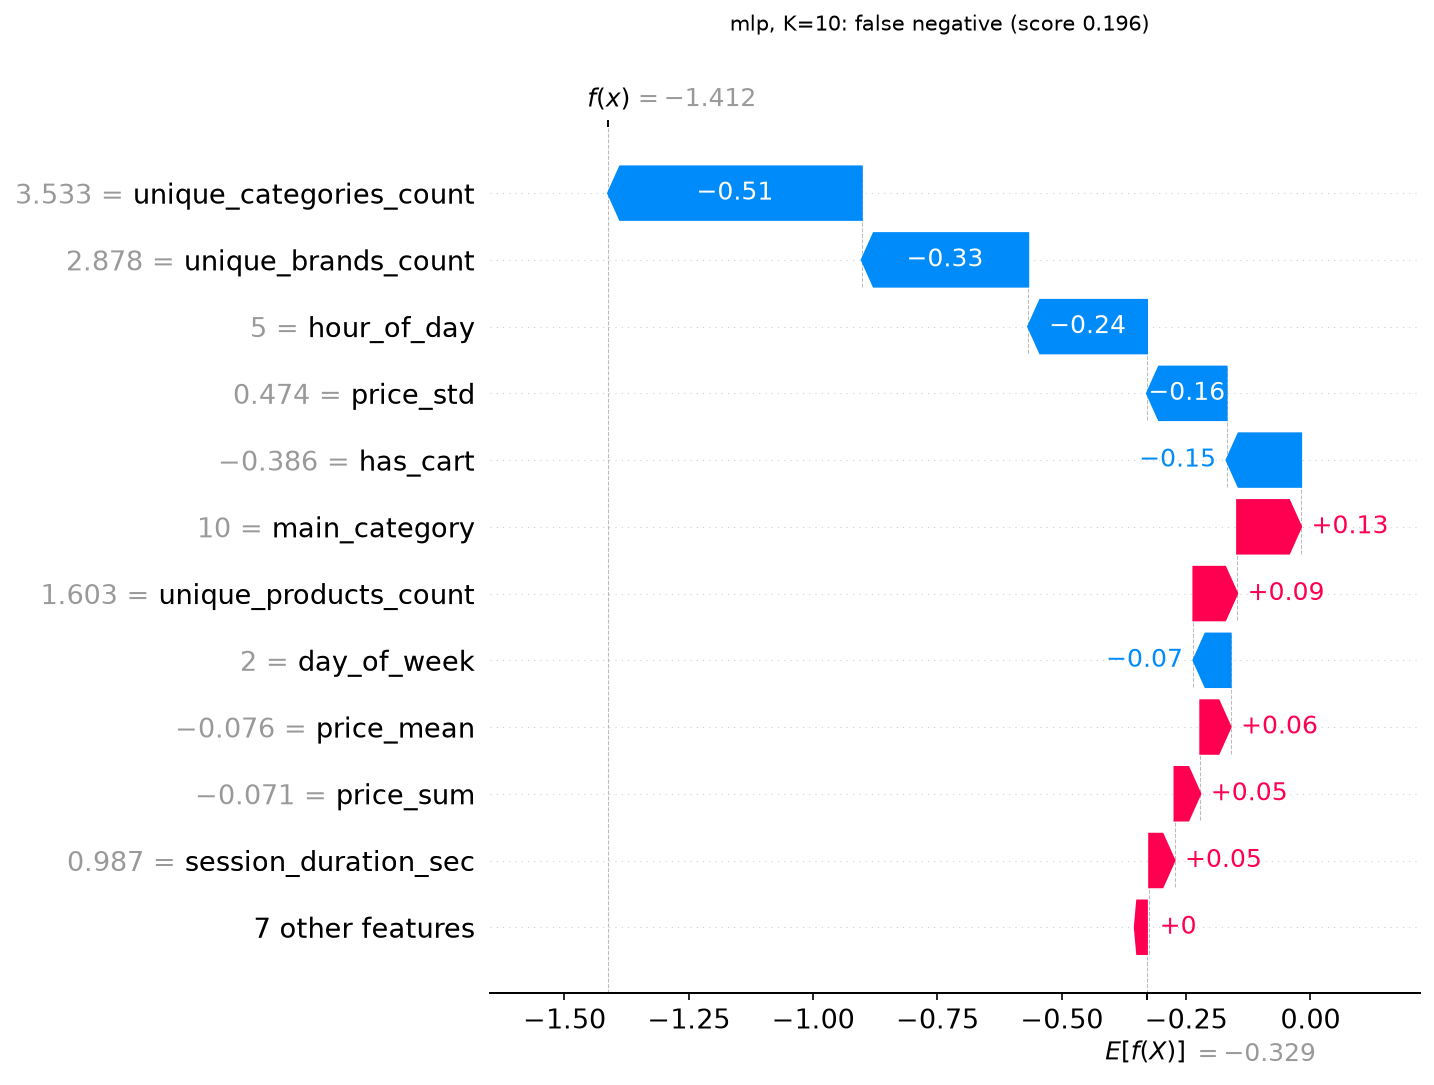 mlp, K=10: false negative (score 0.196)
f(x) = −1.412
3.533 = unique_categories_count
−0.51
2.878 = unique_brands_count
−0.33
5 = hour_of_day
−0.24
0.474 = price_std
−0.16
−0.386 = has_cart
−0.15
10 = main_category
+0.13
1.603 = unique_products_count
+0.09
2 = day_of_week
−0.07
−0.076 = price_mean
+0.06
−0.071 = price_sum
+0.05
0.987 = session_duration_sec
+0.05
7 other features
+0
−1.50 −1.25 −1.00 −0.75 −0.50 −0.25 0.00
E[f(X)] = −0.329